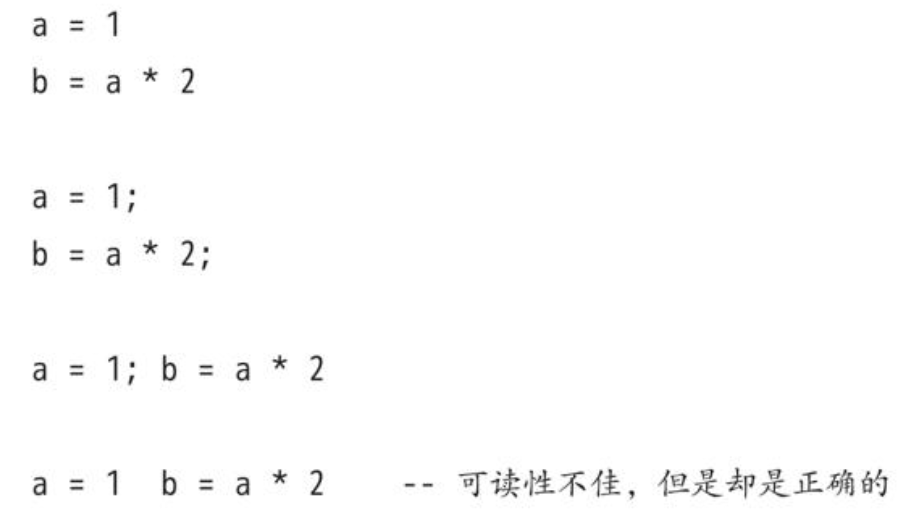 a = 1
b = a * 2
a = 1;
b = a * 2;
a = 1; b = a * 2
a = 1  b = a * 2    -- 可读性不佳，但是却是正确的